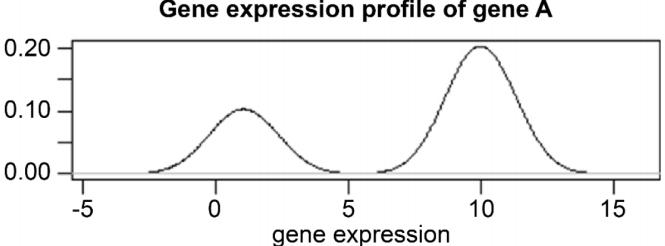 Gene expression profile of gene A
0.20
0.10
0.00
-5 0 5 10 15
gene expression